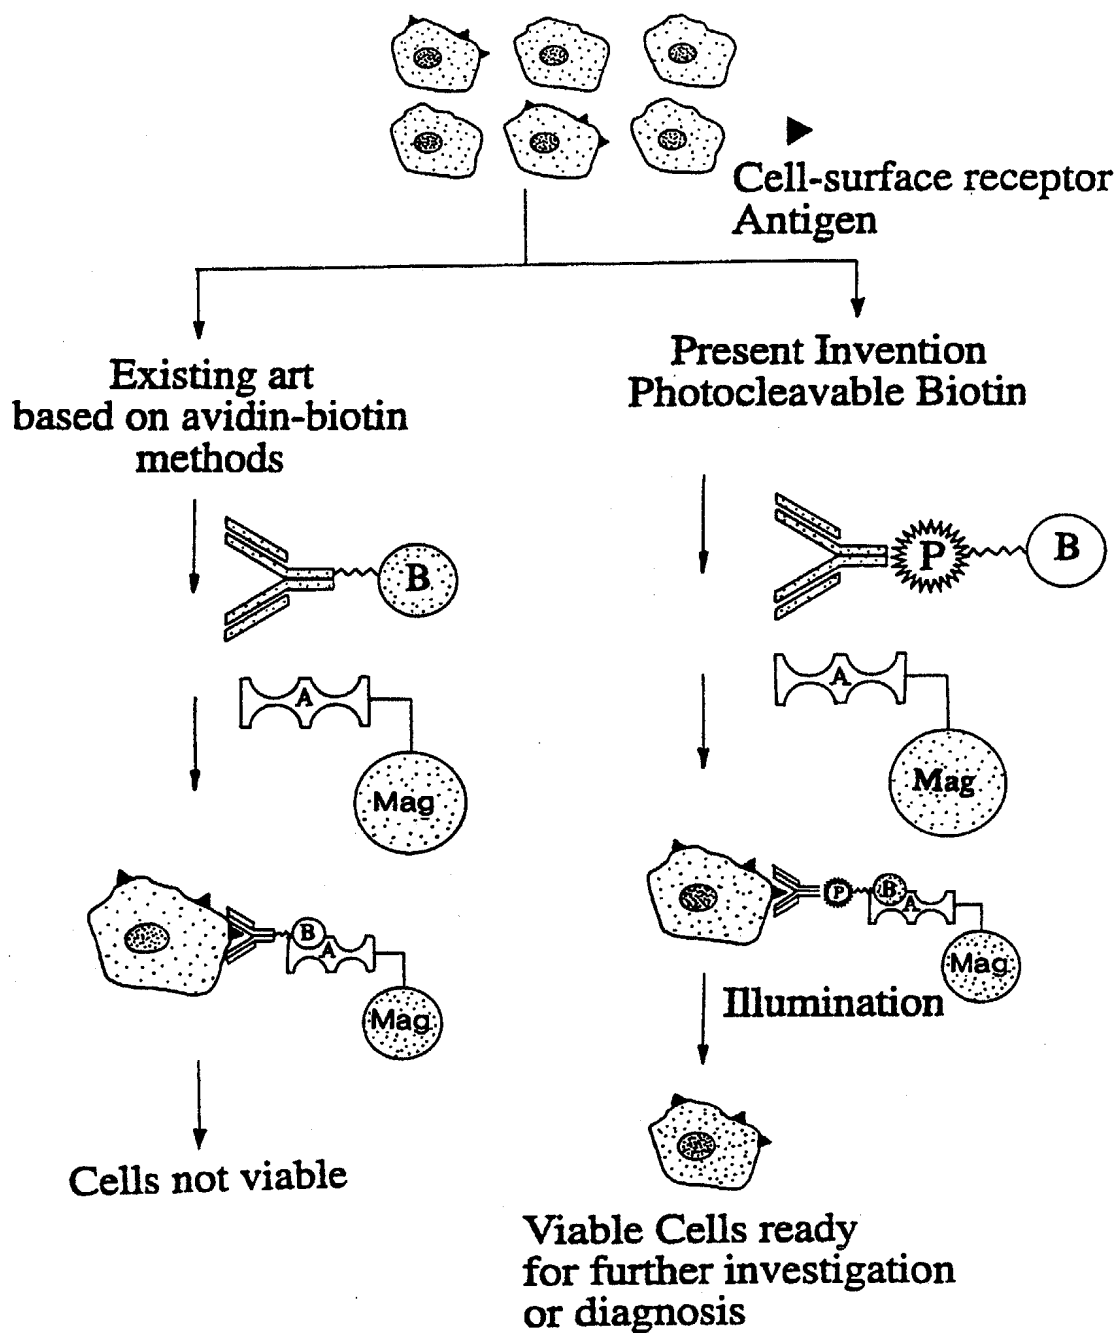 Cell-surface receptor
Antigen
Existing art
based on avidin-biotin
methods
Present Invention
Photocleavable Biotin
B
P
B
A
Mag
A
Mag
B
A
Mag
P
B
A
Mag
Illumination
Cells not viable
Viable Cells ready
for further investigation
or diagnosis